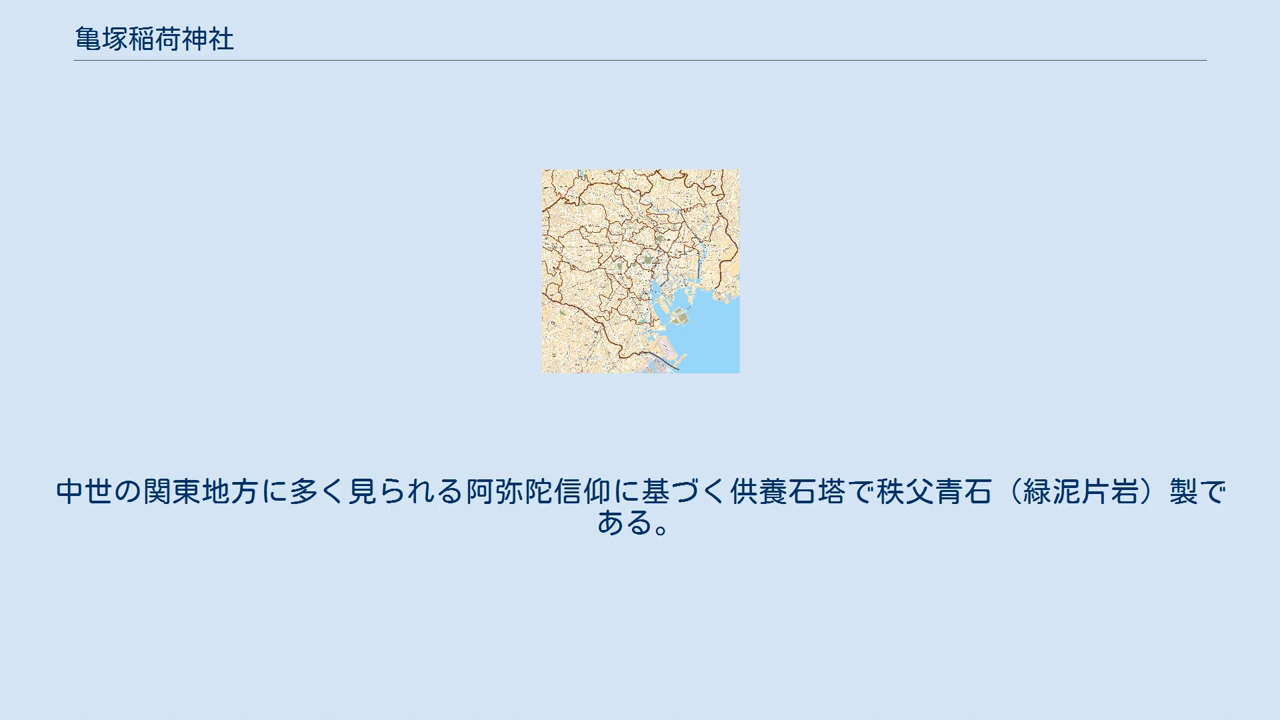 亀塚稲荷神社
中世の関東地方に多く見られる阿弥陀信仰に基づく供養石塔で秩父青石（緑泥片岩）製で
ある。